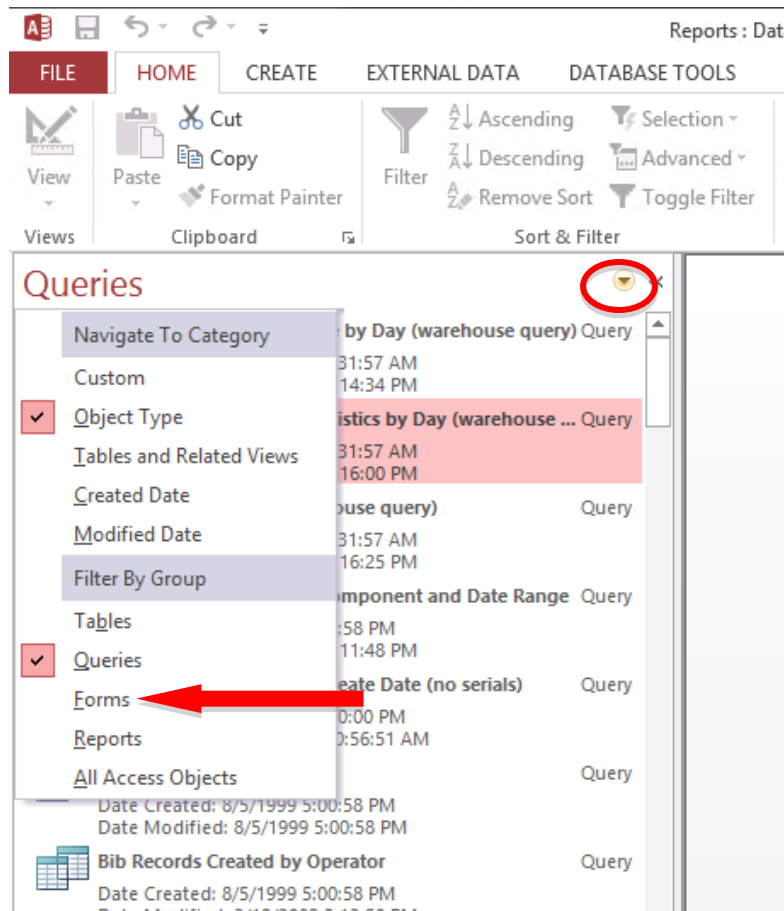 Reports : Dat
FILE HOME CREATE EXTERNAL DATA DATABASE TOOLS
Cut
Copy
Format Painter
View
Paste
Filter
Ascending
Descending
Remove Sort
Selection
Advanced
Toggle Filter
Views Clipboard Sort & Filter
Queries
Navigate To Category
Custom
Object Type
Tables and Related Views
Created Date
Modified Date
Filter By Group
Tables
Queries
Forms
Reports
All Access Objects
by Day (warehouse query) Query
31:57 AM
14:34 PM
istics by Day (warehouse ... Query
31:57 AM
16:00 PM
ouse query) Query
31:57 AM
16:25 PM
mponent and Date Range Query
:58 PM
11:48 PM
eate Date (no serials) Query
0:00 PM
0:56:51 AM
Query
Date Created: 8/5/1999 5:00:58 PM
Date Modified: 8/5/1999 5:00:58 PM
Bib Records Created by Operator Query
Date Created: 8/5/1999 5:00:58 PM